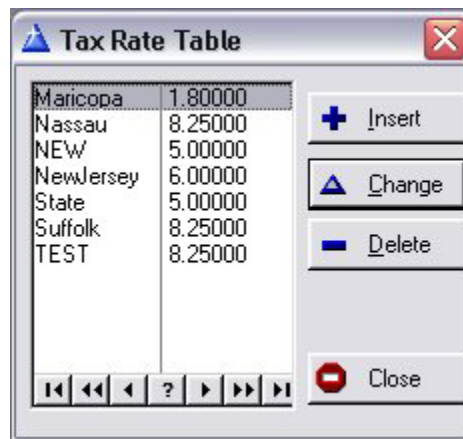 Tax Rate Table
Maricopa 1.80000
Nassau 8.25000
NEW 5.00000
NewJersey 6.00000
State 5.00000
Suffolk 8.25000
TEST 8.25000
Insert
Change
Delete
?
Close